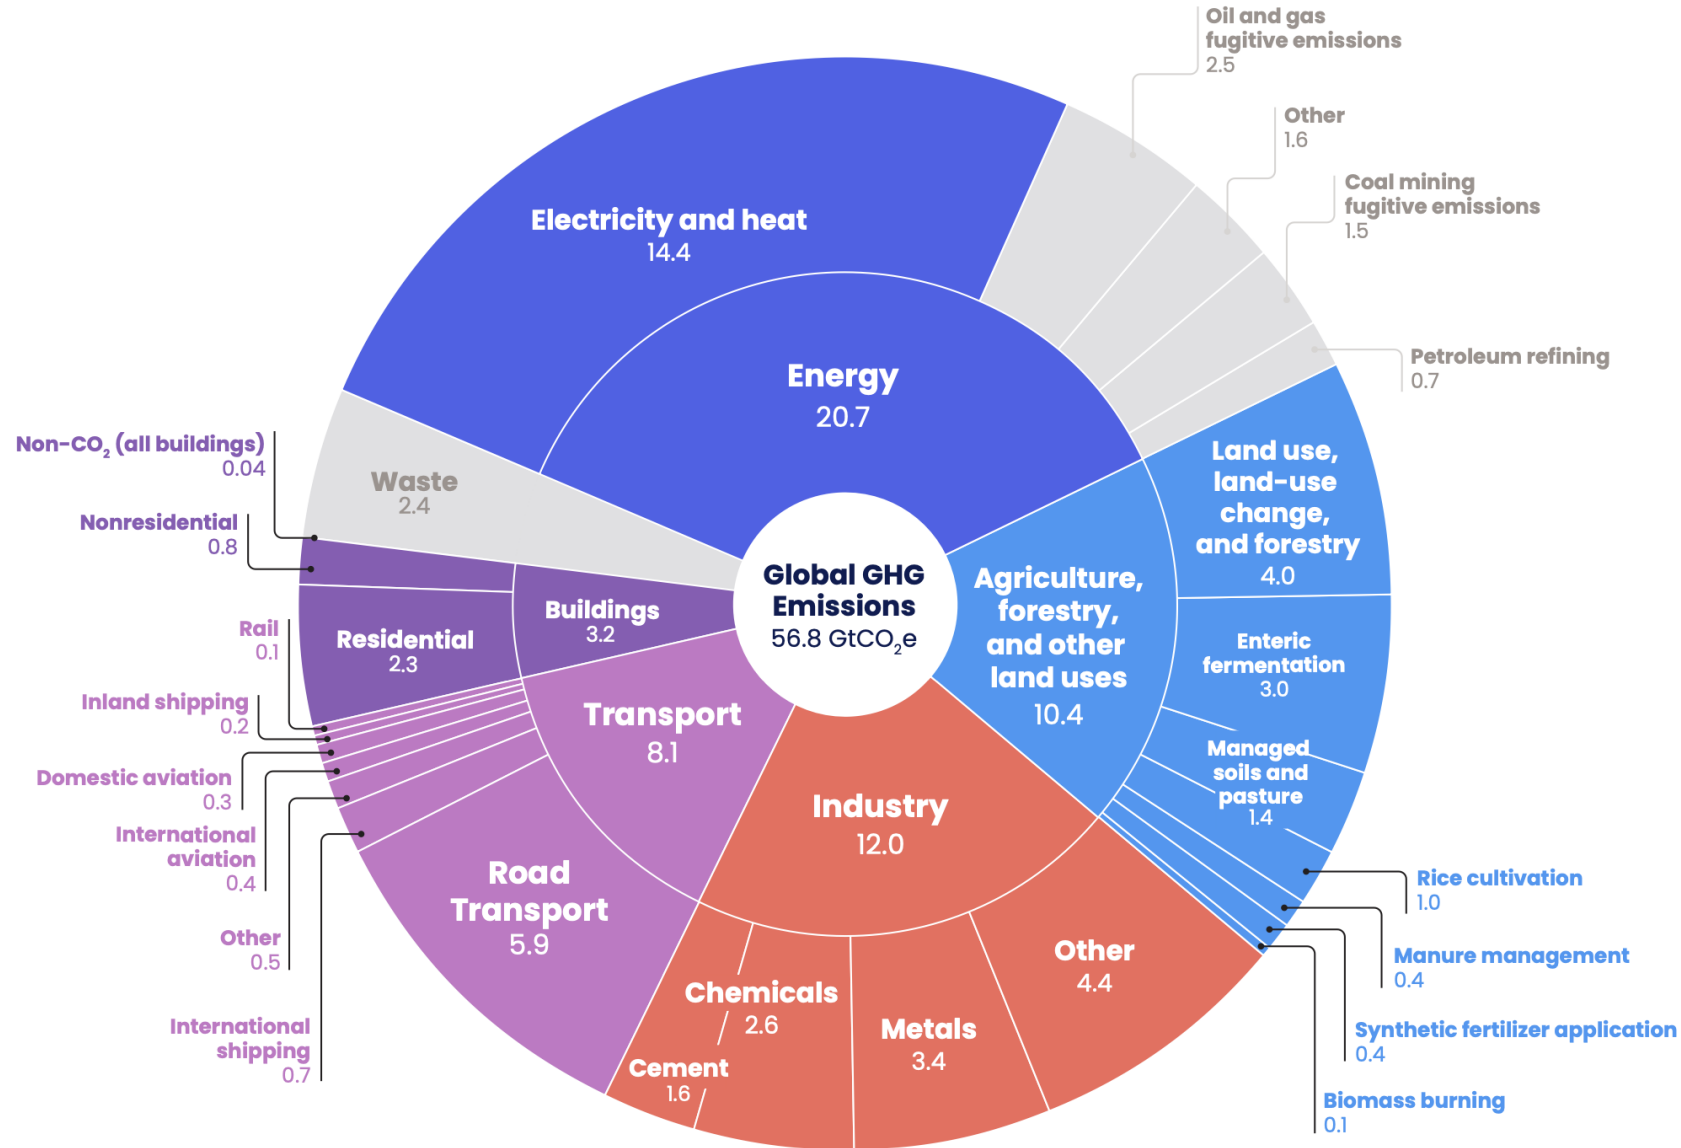 Oil and gas
fugitive emissions
2.5
Other
1.6
Coal mining
fugitive emissions
1.5
Petroleum refining
0.7
Electricity and heat
14.4
Energy
20.7
Waste
2.4
Non-CO₂ (all buildings)
0.04
Nonresidential
0.8
Buildings
3.2
Residential
2.3
Global GHG
Emissions
56.8 GtCO₂e
Agriculture,
forestry,
and other
land uses
10.4
Land use,
land-use
change,
and forestry
4.0
Enteric
fermentation
3.0
Managed
soils and
pasture
1.4
Rice cultivation
1.0
Manure management
0.4
Synthetic fertilizer application
0.4
Biomass burning
0.1
Rail
0.1
Inland shipping
0.2
Domestic aviation
0.3
International
aviation
0.4
Other
0.5
International
shipping
0.7
Transport
8.1
Road
Transport
5.9
Industry
12.0
Cement
1.6
Chemicals
2.6
Metals
3.4
Other
4.4